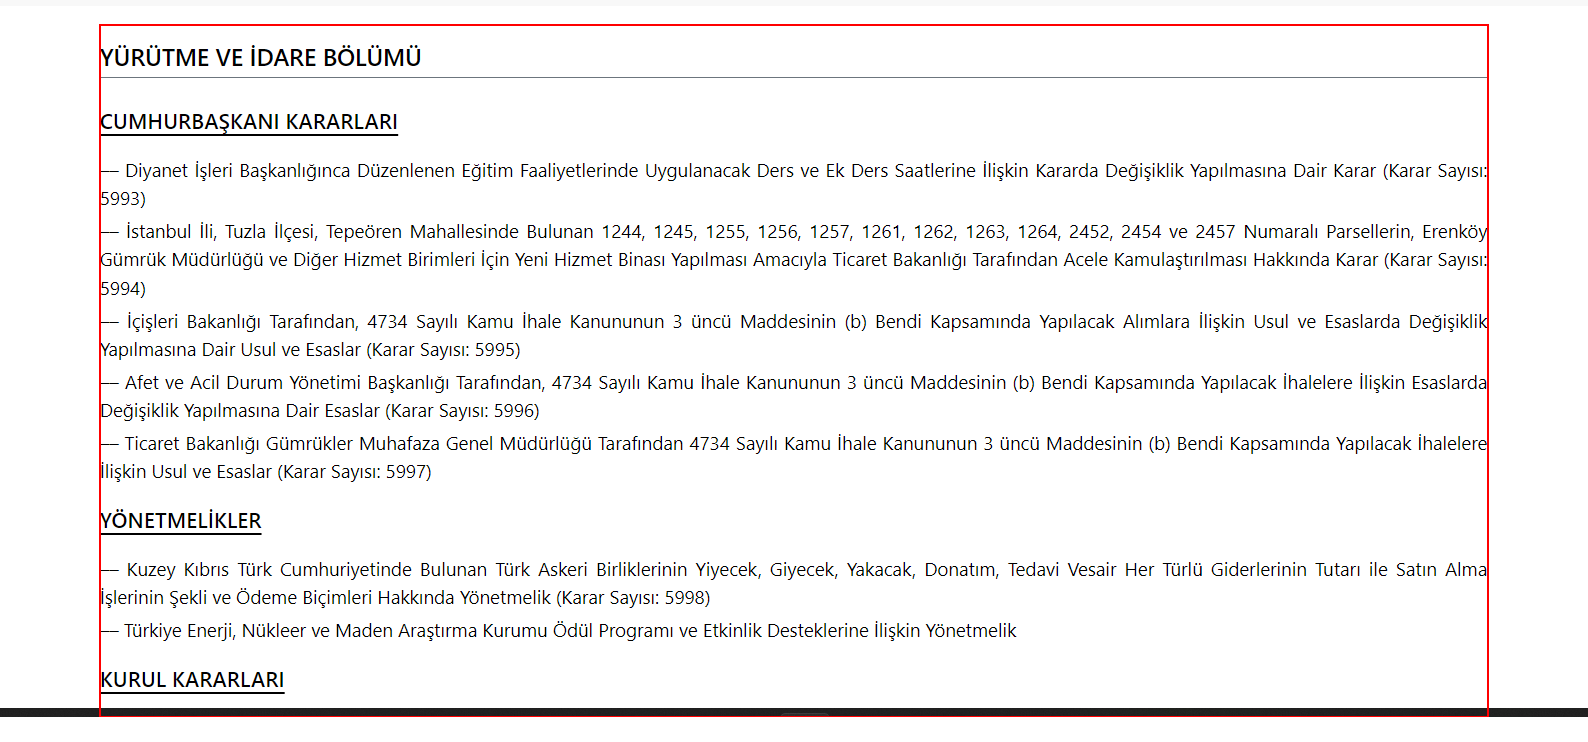 YÜRÜTME VE İDARE BÖLÜMÜ
CUMHURBAŞKANI KARARLARI
–– Diyanet İşleri Başkanlığınca Düzenlenen Eğitim Faaliyetlerinde Uygulanacak Ders ve Ek Ders Saatlerine İlişkin Kararda Değişiklik Yapılmasına Dair Karar (Karar Sayısı:
5993)
–– İstanbul İli, Tuzla İlçesi, Tepeören Mahallesinde Bulunan 1244, 1245, 1255, 1256, 1257, 1261, 1262, 1263, 1264, 2452, 2454 ve 2457 Numaralı Parsellerin, Erenköy
Gümrük Müdürlüğü ve Diğer Hizmet Birimleri İçin Yeni Hizmet Binası Yapılması Amacıyla Ticaret Bakanlığı Tarafından Acele Kamulaştırılması Hakkında Karar (Karar Sayısı:
5994)
–– İçişleri Bakanlığı Tarafından, 4734 Sayılı Kamu İhale Kanununun 3 üncü Maddesinin (b) Bendi Kapsamında Yapılacak Alımlara İlişkin Usul ve Esaslarda Değişiklik
Yapılmasına Dair Usul ve Esaslar (Karar Sayısı: 5995)
–– Afet ve Acil Durum Yönetimi Başkanlığı Tarafından, 4734 Sayılı Kamu İhale Kanununun 3 üncü Maddesinin (b) Bendi Kapsamında Yapılacak İhalelere İlişkin Esaslarda
Değişiklik Yapılmasına Dair Esaslar (Karar Sayısı: 5996)
–– Ticaret Bakanlığı Gümrükler Muhafaza Genel Müdürlüğü Tarafından 4734 Sayılı Kamu İhale Kanununun 3 üncü Maddesinin (b) Bendi Kapsamında Yapılacak İhalelere
İlişkin Usul ve Esaslar (Karar Sayısı: 5997)
YÖNETMELİKLER
–– Kuzey Kıbrıs Türk Cumhuriyetinde Bulunan Türk Askeri Birliklerinin Yiyecek, Giyecek, Yakacak, Donatım, Tedavi Vesair Her Türlü Giderlerinin Tutarı ile Satın Alma
İşlerinin Şekli ve Ödeme Biçimleri Hakkında Yönetmelik (Karar Sayısı: 5998)
–– Türkiye Enerji, Nükleer ve Maden Araştırma Kurumu Ödül Programı ve Etkinlik Desteklerine İlişkin Yönetmelik
KURUL KARARLARI